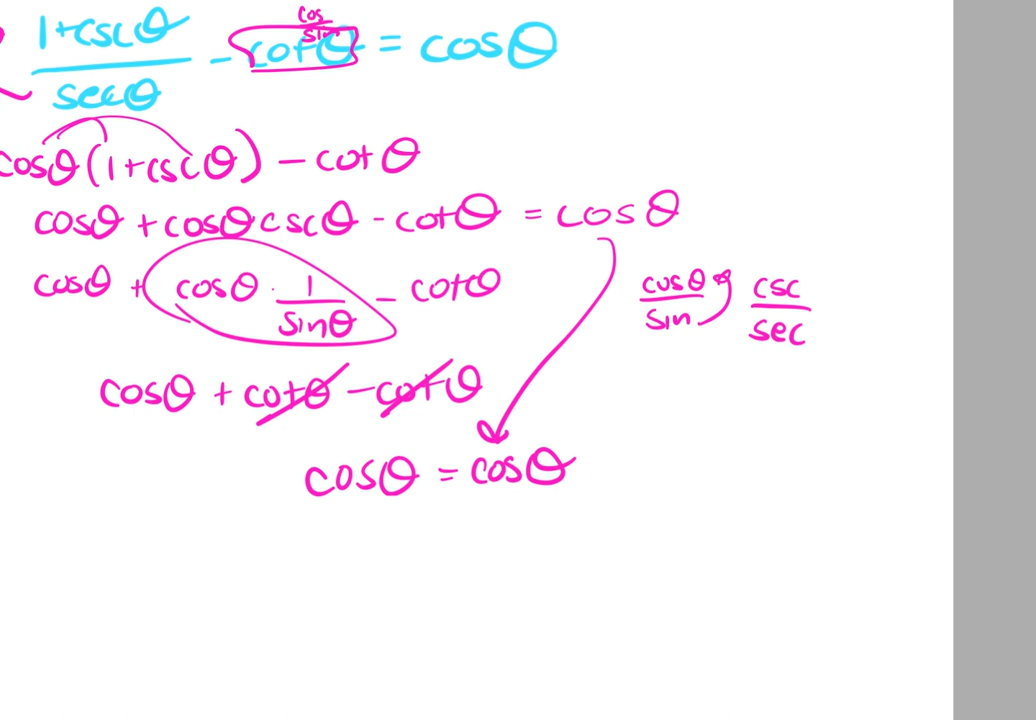 cos/sin
(1+cscθ)/secθ - cotθ = cosθ
cosθ(1+cscθ) - cotθ
cosθ + cosθcscθ - cotθ = cosθ
cosθ + cosθ · 1/sinθ - cotθ
cosθ/sin csc/sec
cosθ + cotθ - cotθ
cosθ = cosθ